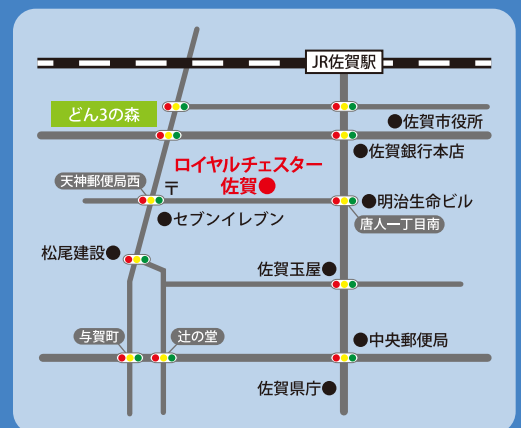 JR佐賀駅
どん3の森
佐賀市役所
佐賀銀行本店
ロイヤルチェスター
佐賀
天神郵便局西
〒
明治生命ビル
セブンイレブン
唐人一丁目南
松尾建設
佐賀玉屋
与賀町
辻の堂
中央郵便局
佐賀県庁